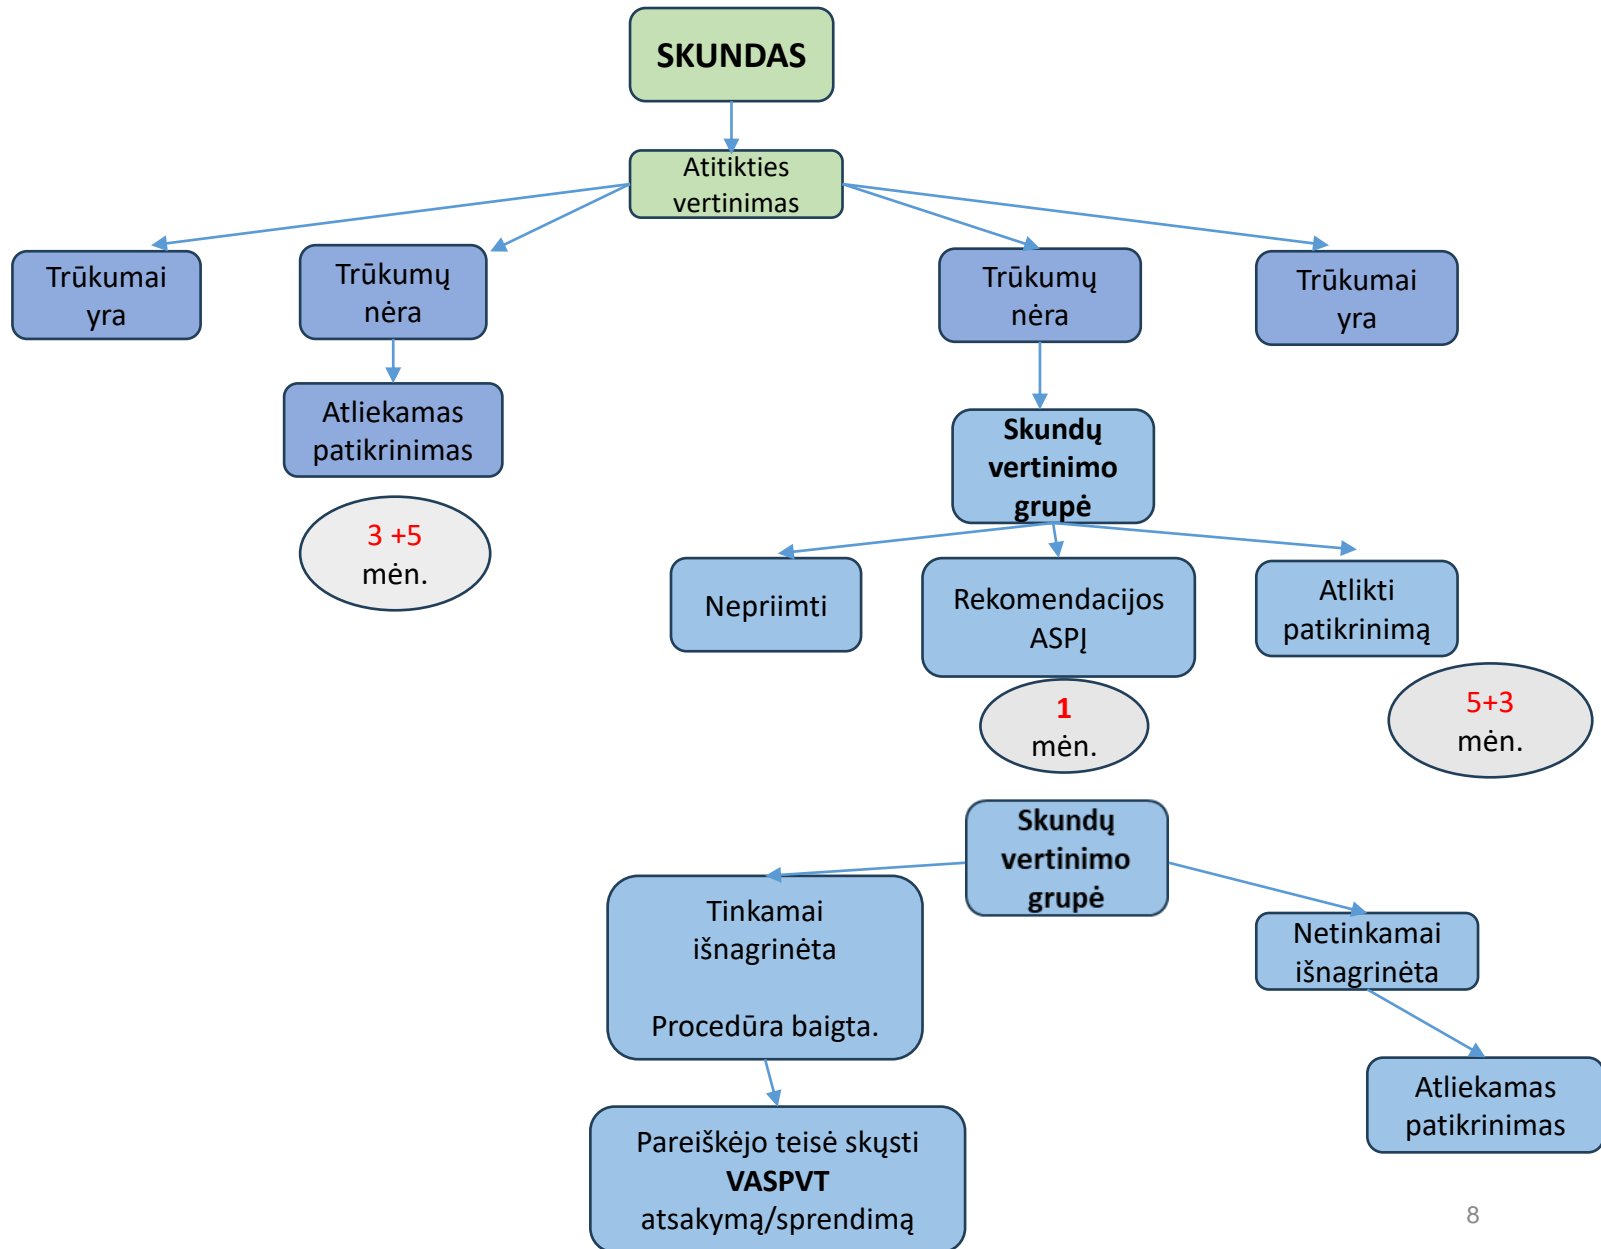 SKUNDAS
Atitikties
vertinimas
Trūkumai
yra
Trūkumų
nėra
Trūkumų
nėra
Trūkumai
yra
Atliekamas
patikrinimas
3 +5
mėn.
Skundų
vertinimo
grupė
Nepriimti
Rekomendacijos
ASPĮ
Atlikti
patikrinimą
1
mėn.
5+3
mėn.
Skundų
vertinimo
grupė
Tinkamai
išnagrinėta
Procedūra baigta.
Netinkamai
išnagrinėta
Atliekamas
patikrinimas
Pareiškėjo teisė skųsti
VASPVT
atsakymą/sprendimą
8